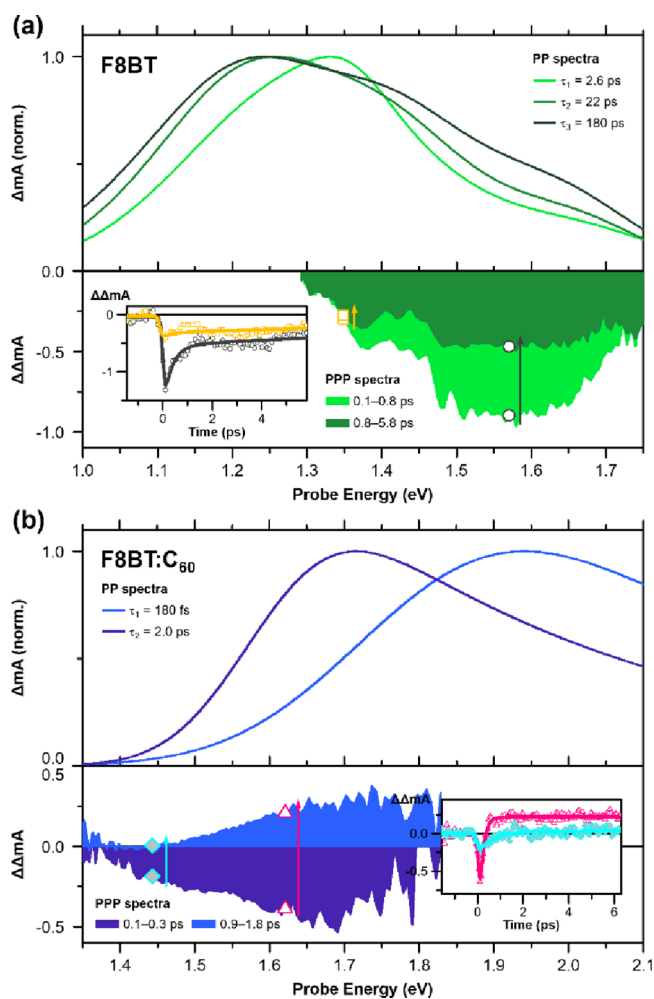 (a)
F8BT
PP spectra
τ1 = 2.6 ps
τ2 = 22 ps
τ3 = 180 ps
1.0
ΔmA (norm.)
0.0
ΔΔmA
0
-1
0 2 4
Time (ps)
PPP spectra
0.1–0.8 ps
0.8–5.8 ps
-0.5
ΔΔmA
-1.0
1.0 1.1 1.2 1.3 1.4 1.5 1.6 1.7
Probe Energy (eV)
(b)
F8BT:C60
PP spectra
τ1 = 180 fs
τ2 = 2.0 ps
1.0
ΔmA (norm.)
0.0
0.5
ΔΔmA
0.0
-0.5
0 2 4 6
Time (ps)
0.0
ΔΔmA
-0.5
PPP spectra
0.1–0.3 ps 0.9–1.8 ps
1.4 1.5 1.6 1.7 1.8 1.9 2.0 2.1
Probe Energy (eV)